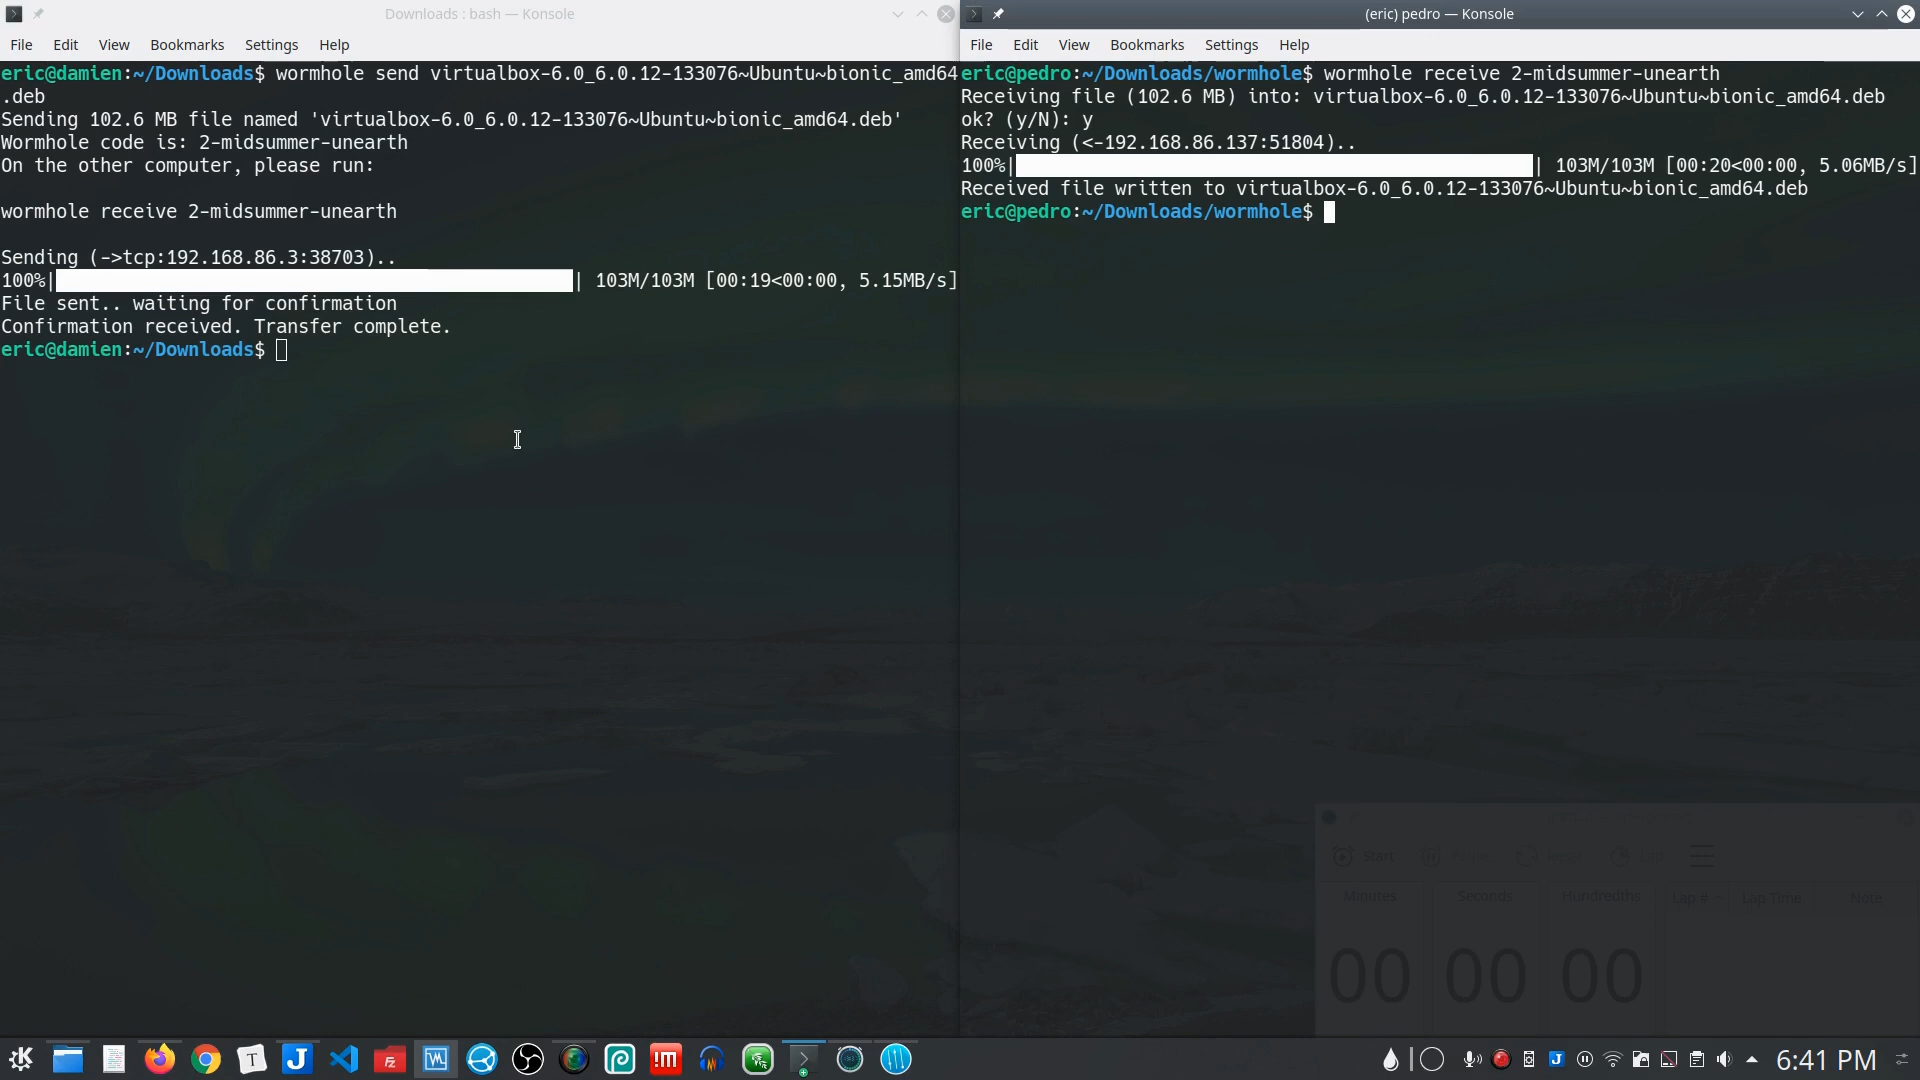 Downloads : bash — Konsole
File Edit View Bookmarks Settings Help
eric@damien:~/Downloads$ wormhole send virtualbox-6.0_6.0.12-133076~Ubuntu~bionic_amd64
.deb
Sending 102.6 MB file named 'virtualbox-6.0_6.0.12-133076~Ubuntu~bionic_amd64.deb'
Wormhole code is: 2-midsummer-unearth
On the other computer, please run:
wormhole receive 2-midsummer-unearth
Sending (->tcp:192.168.86.3:38703)..
100%| | 103M/103M [00:19<00:00, 5.15MB/s]
File sent.. waiting for confirmation
Confirmation received. Transfer complete.
eric@damien:~/Downloads$
(eric) pedro — Konsole
File Edit View Bookmarks Settings Help
eric@pedro:~/Downloads/wormhole$ wormhole receive 2-midsummer-unearth
Receiving file (102.6 MB) into: virtualbox-6.0_6.0.12-133076~Ubuntu~bionic_amd64.deb
ok? (y/N): y
Receiving (<-192.168.86.137:51804)..
100%| | 103M/103M [00:20<00:00, 5.06MB/s]
Received file written to virtualbox-6.0_6.0.12-133076~Ubuntu~bionic_amd64.deb
eric@pedro:~/Downloads/wormhole$
Start
Minutes Seconds Hundredths Lap # Lap Time Note
00 00 00
6:41 PM